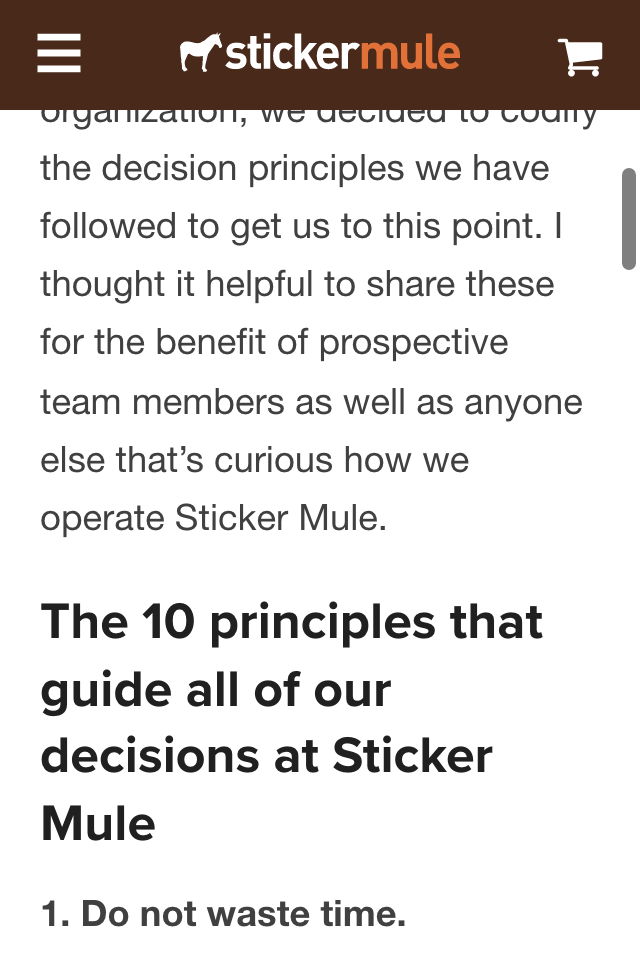 stickermule
organization, we decided to codify
the decision principles we have
followed to get us to this point. I
thought it helpful to share these
for the benefit of prospective
team members as well as anyone
else that’s curious how we
operate Sticker Mule.
The 10 principles that
guide all of our
decisions at Sticker
Mule
1. Do not waste time.